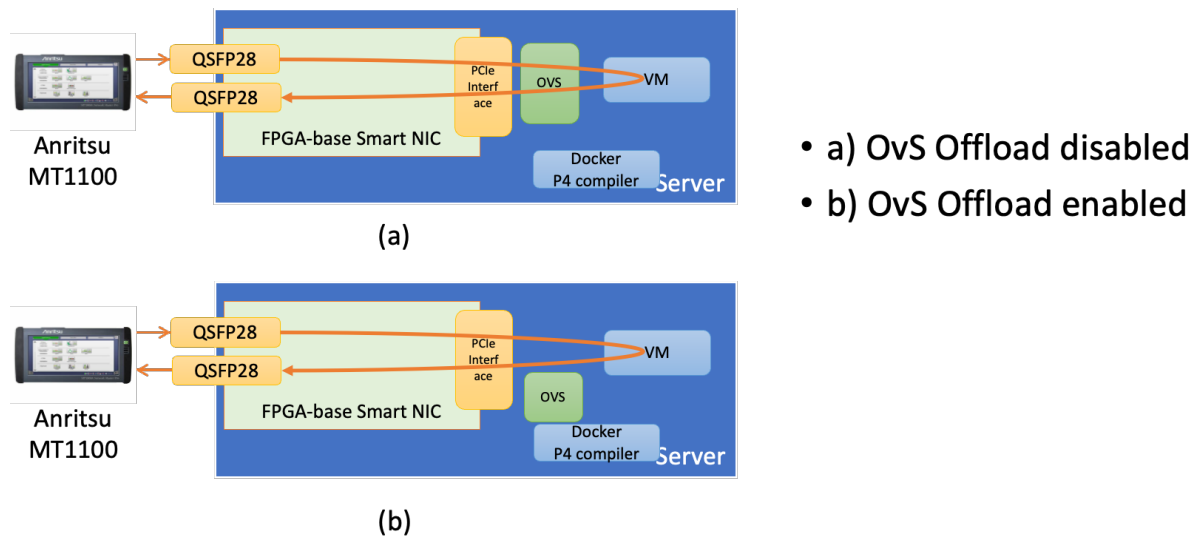 QSFP28
QSFP28
PCIe
Interf
ace
OVS
VM
FPGA-base Smart NIC
Anritsu
MT1100
Docker
P4 compiler
Server
(a)
• a) OvS Offload disabled
• b) OvS Offload enabled
QSFP28
QSFP28
PCIe
Interf
ace
VM
OVS
FPGA-base Smart NIC
Anritsu
MT1100
Docker
P4 compiler
Server
(b)